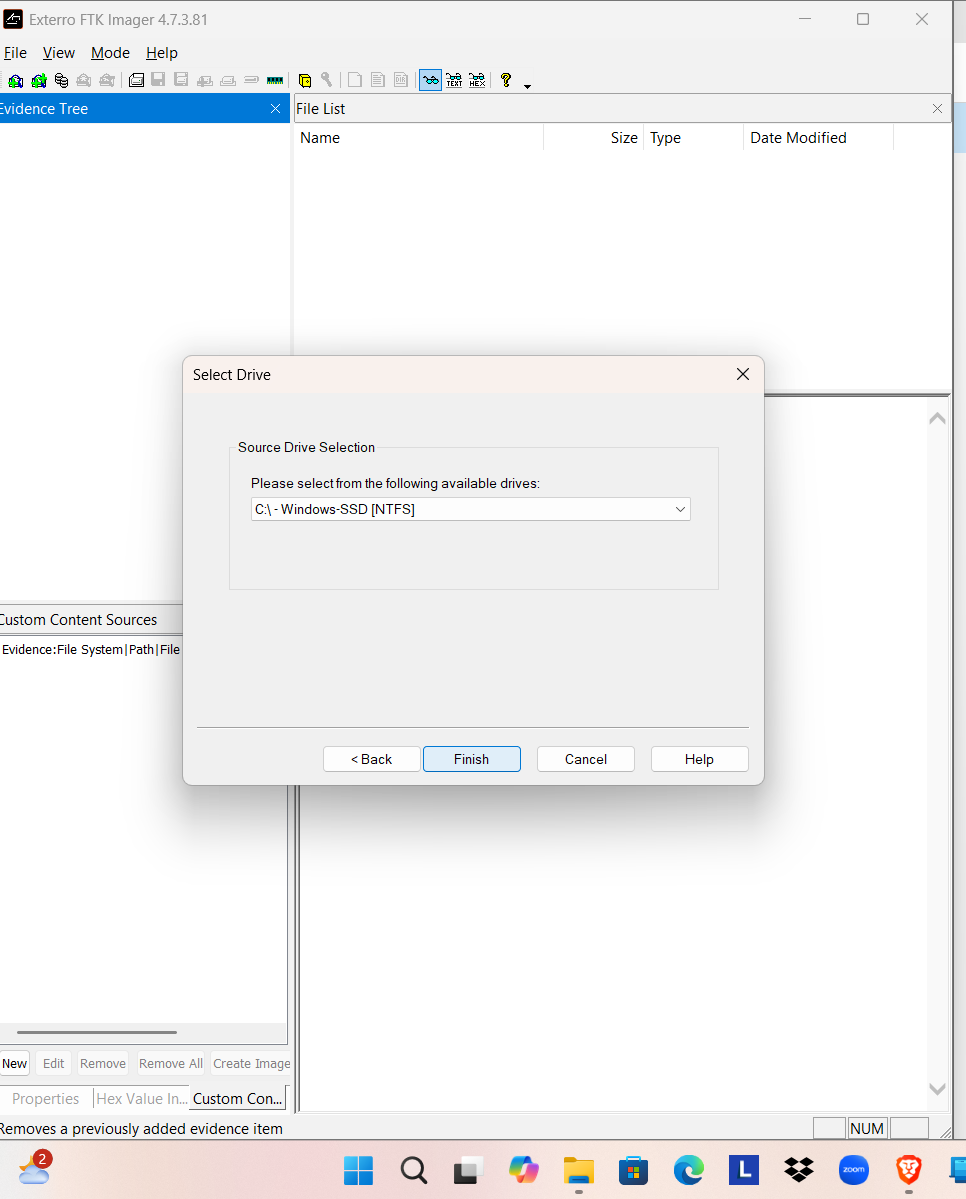 Exterro FTK Imager 4.7.3.81
File View Mode Help
TEXT HEX ?
Evidence Tree
File List
Name Size Type Date Modified
Select Drive
Source Drive Selection
Please select from the following available drives:
C:\ - Windows-SSD [NTFS]
Custom Content Sources
Evidence:File System|Path|File
< Back Finish Cancel Help
New Edit Remove Remove All Create Image
Properties Hex Value In... Custom Con...
Removes a previously added evidence item
NUM
2
L
zoom